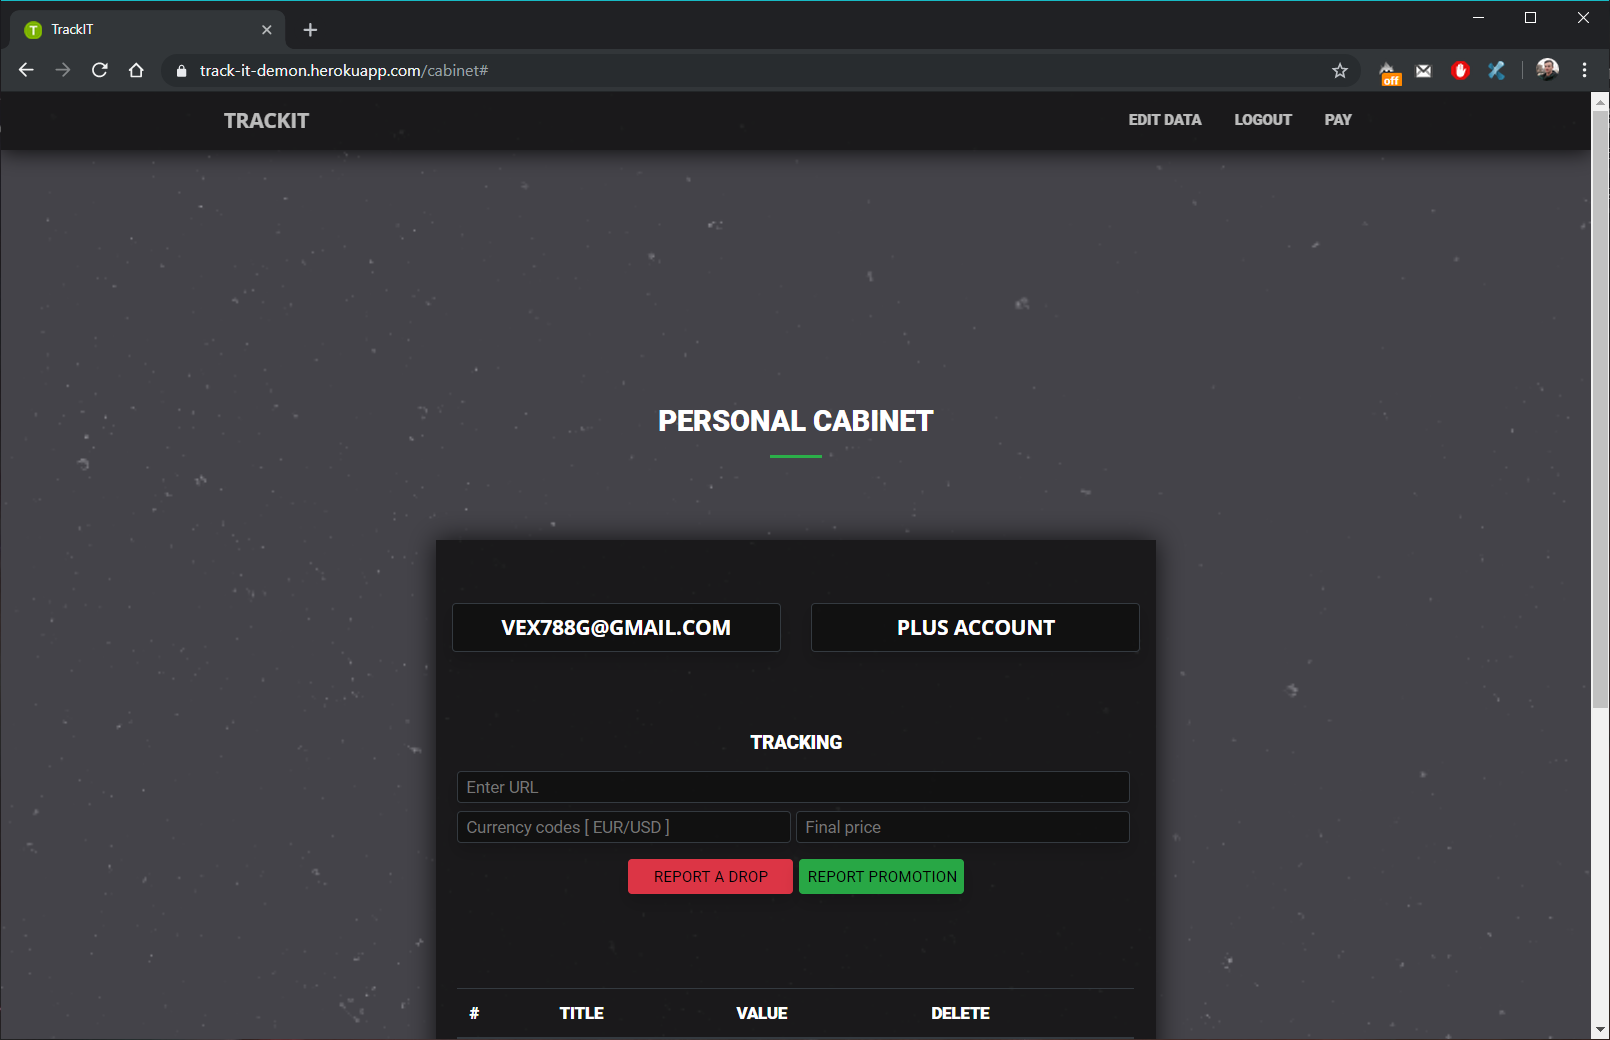 TrackIT
track-it-demon.herokuapp.com/cabinet#
off
TRACKIT
EDIT DATA LOGOUT PAY
PERSONAL CABINET
VEX788G@GMAIL.COM PLUS ACCOUNT
TRACKING
Enter URL
Currency codes [ EUR/USD ] Final price
REPORT A DROP REPORT PROMOTION
# TITLE VALUE DELETE